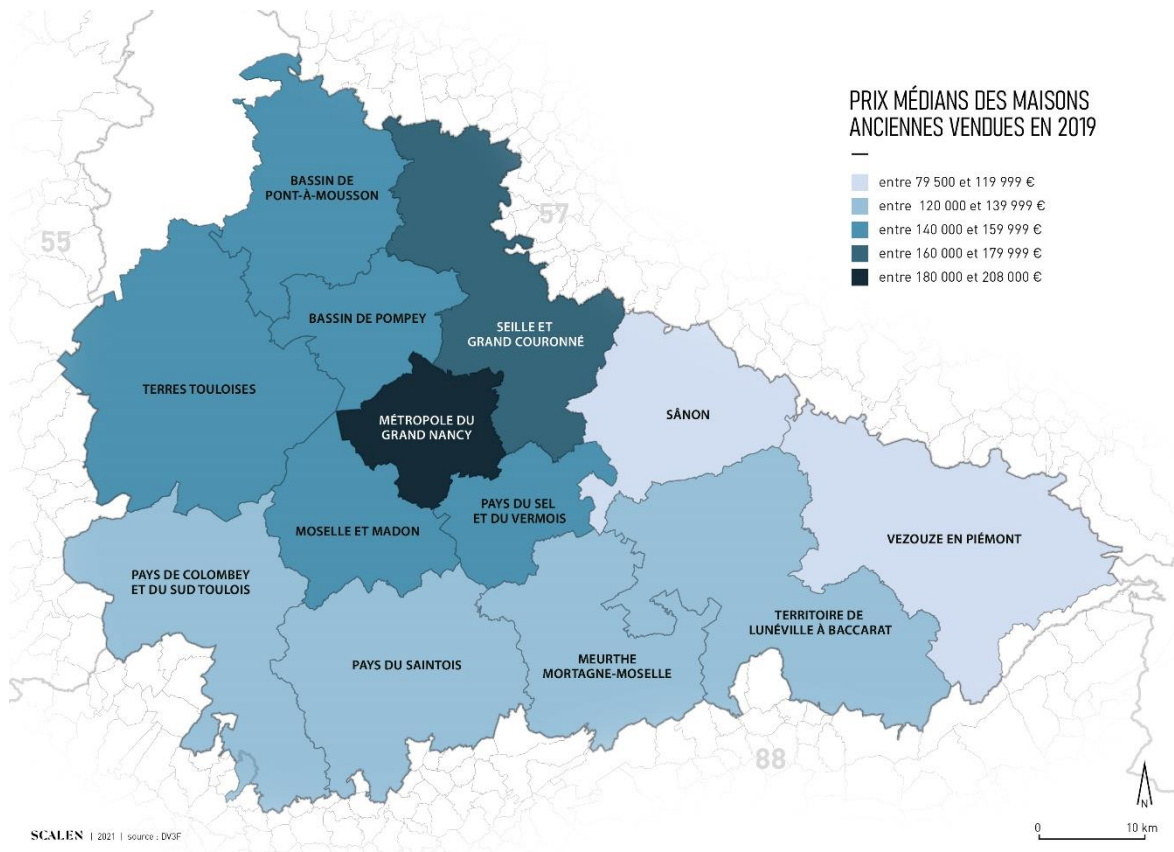 PRIX MÉDIANS DES MAISONS
ANCIENNES VENDUES EN 2019
entre 79 500 et 119 999 €
entre 120 000 et 139 999 €
entre 140 000 et 159 999 €
entre 160 000 et 179 999 €
entre 180 000 et 208 000 €
BASSIN DE
PONT-À-MOUSSON
57
55
BASSIN DE POMPEY
SEILLE ET
GRAND COURONNÉ
TERRES TOULOISES
MÉTROPOLE DU
GRAND NANCY
SÂNON
PAYS DU SEL
ET DU VERMOIS
MOSELLE ET MADON
VEZOUZE EN PIÉMONT
PAYS DE COLOMBEY
ET DU SUD TOULOIS
TERRITOIRE DE
LUNÉVILLE À BACCARAT
PAYS DU SAINTOIS
MEURTHE
MORTAGNE-MOSELLE
88
N
0 10 km
SCALEN | 2021 | source : DV3F